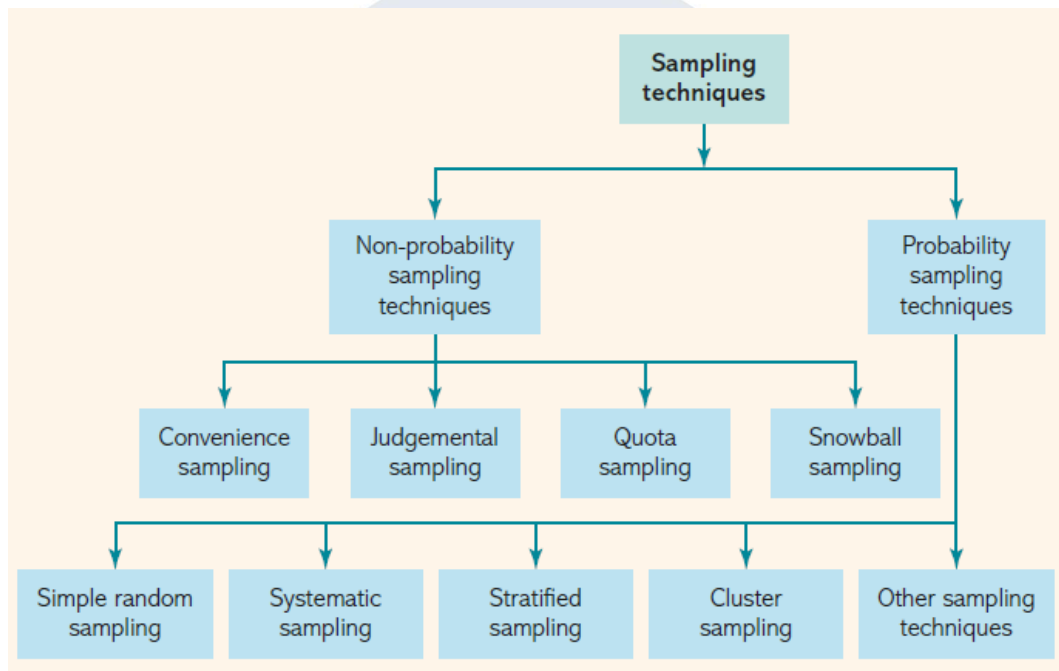 Sampling
techniques
Non-probability
sampling
techniques
Probability
sampling
techniques
Convenience
sampling
Judgemental
sampling
Quota
sampling
Snowball
sampling
Simple random
sampling
Systematic
sampling
Stratified
sampling
Cluster
sampling
Other sampling
techniques